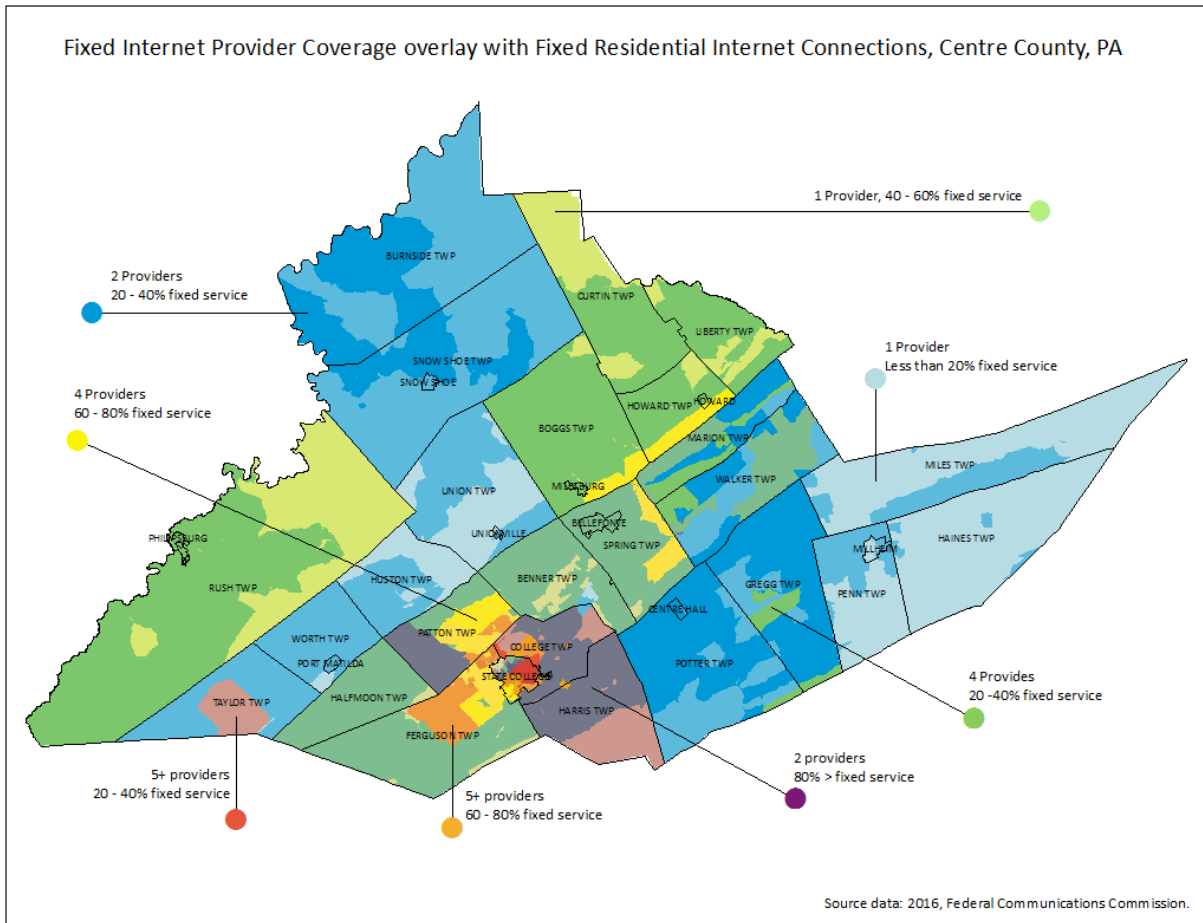 Fixed Internet Provider Coverage overlay with Fixed Residential Internet Connections, Centre County, PA
1 Provider, 40 - 60% fixed service
BURNSIDE TWP
2 Providers
20 - 40% fixed service
CURTIN TWP
LIBERTY TWP
SNOW SHOE TWP
SNOW SHOE
1 Provider
Less than 20% fixed service
4 Providers
60 - 80% fixed service
HOWARD
HOWARD TWP
BOGGS TWP
MARION TWP
MILES TWP
WALKER TWP
UNION TWP
MILESBURG
BELLEFONTE
UNIONVILLE
PHILIPSBURG
SPRING TWP
HAINES TWP
MILLHEIM
RUSH TWP
HUSTON TWP
BENNER TWP
GREGG TWP
PENN TWP
CENTRE HALL
PATTON TWP
WORTH TWP
COLLEGE TWP
PORT MATILDA
POTTER TWP
STATE COLLEGE
4 Provides
20 -40% fixed service
HALFMOON TWP
TAYLOR TWP
HARRIS TWP
FERGUSON TWP
2 providers
80% > fixed service
5+ providers
20 - 40% fixed service
5+ providers
60 - 80% fixed service
Source data: 2016, Federal Communications Commission.